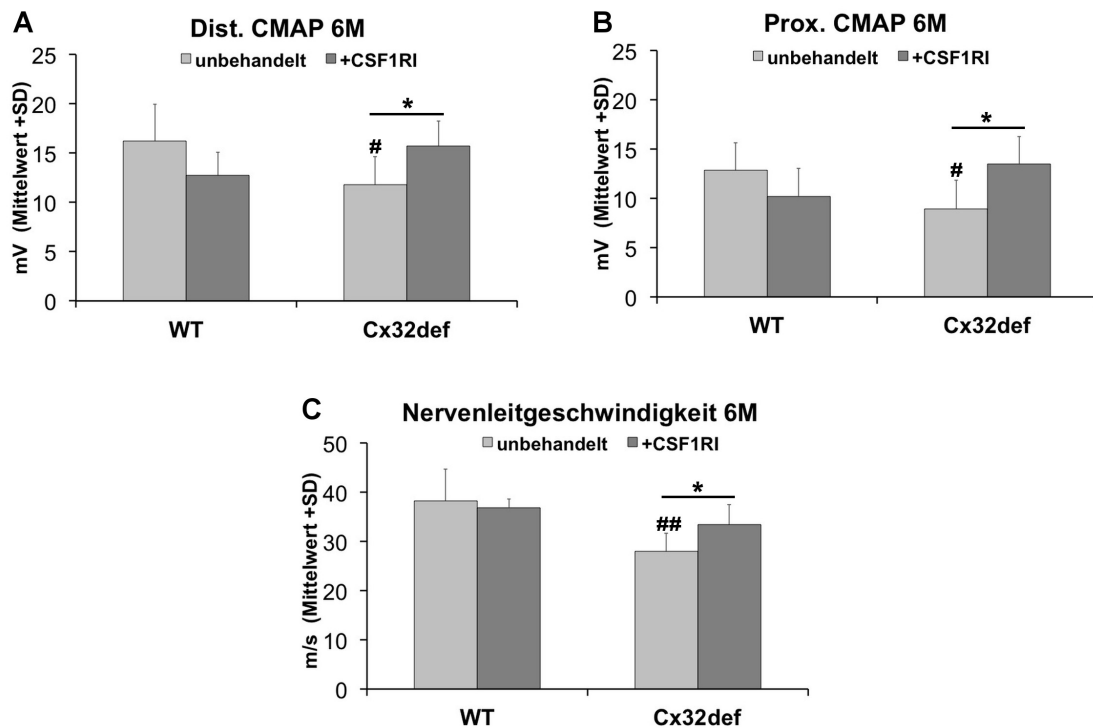 A
Dist. CMAP 6M
unbehandelt +CSF1RI
mV (Mittelwert +SD)
25
20
15
10
5
0
*
#
WT Cx32def
B
Prox. CMAP 6M
unbehandelt +CSF1RI
mV (Mittelwert +SD)
25
20
15
10
5
0
*
#
WT Cx32def
C
Nervenleitgeschwindigkeit 6M
unbehandelt +CSF1RI
m/s (Mittelwert +SD)
50
40
30
20
10
0
*
##
WT Cx32def